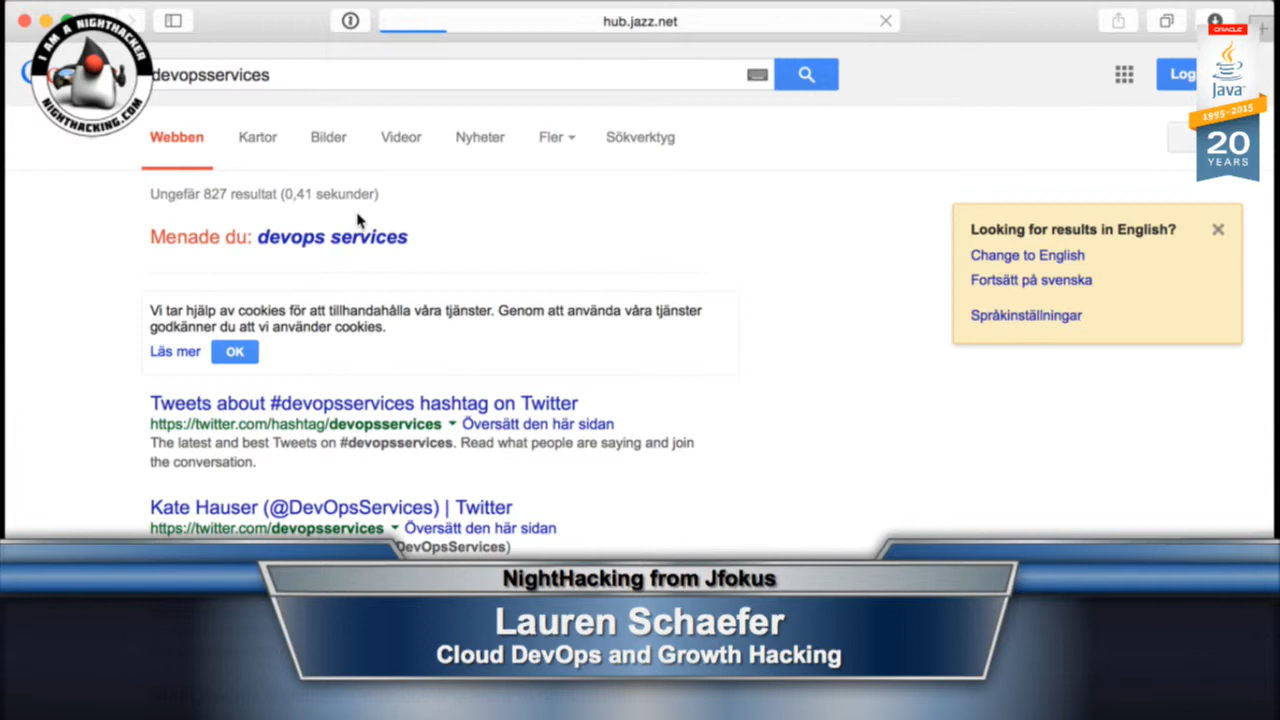 hub.jazz.net
I AM A NIGHTHACKER
NIGHTHACKING.COM
devopsservices
Log
ORACLE
Java
1995-2015
20
YEARS
Webben Kartor Bilder Videor Nyheter Fler Sökverktyg
Ungefär 827 resultat (0,41 sekunder)
Menade du: devops services
Looking for results in English?
Change to English
Fortsätt på svenska
Språkinställningar
Vi tar hjälp av cookies för att tillhandahålla våra tjänster. Genom att använda våra tjänster
godkänner du att vi använder cookies.
Läs mer OK
Tweets about #devopsservices hashtag on Twitter
https://twitter.com/hashtag/devopsservices Översätt den här sidan
The latest and best Tweets on #devopsservices. Read what people are saying and join
the conversation.
Kate Hauser (@DevOpsServices) | Twitter
https://twitter.com/devopsservices Översätt den här sidan
DevOpsServices)
NightHacking from Jfokus
Lauren Schaefer
Cloud DevOps and Growth Hacking